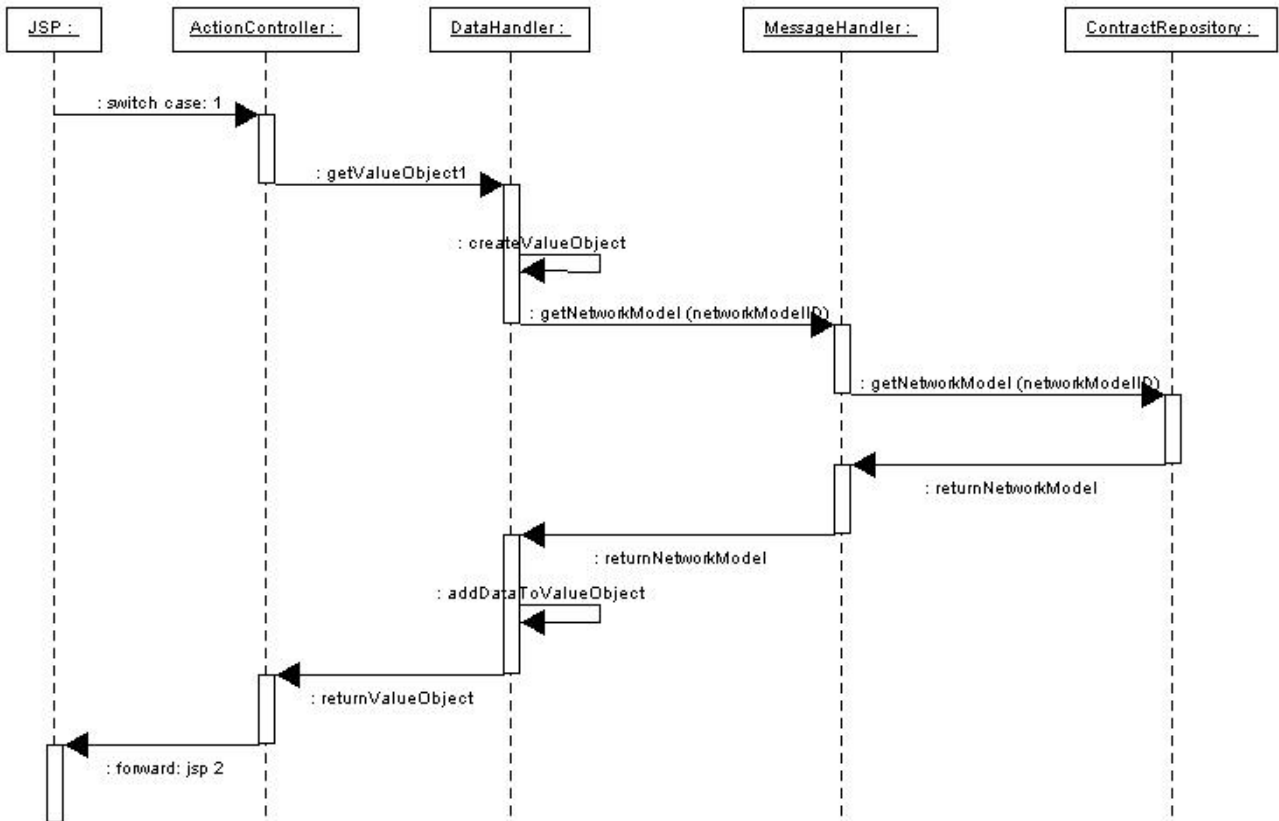 JSP :
ActionController :
DataHandler :
MessageHandler :
ContractRepository :
: switch case: 1
: getValueObject1
: createValueObject
: getNetworkModel (networkModelID)
: getNetworkModel (networkModelID)
: returnNetworkModel
: returnNetworkModel
: addDataToValueObject
: returnValueObject
: forward: jsp 2